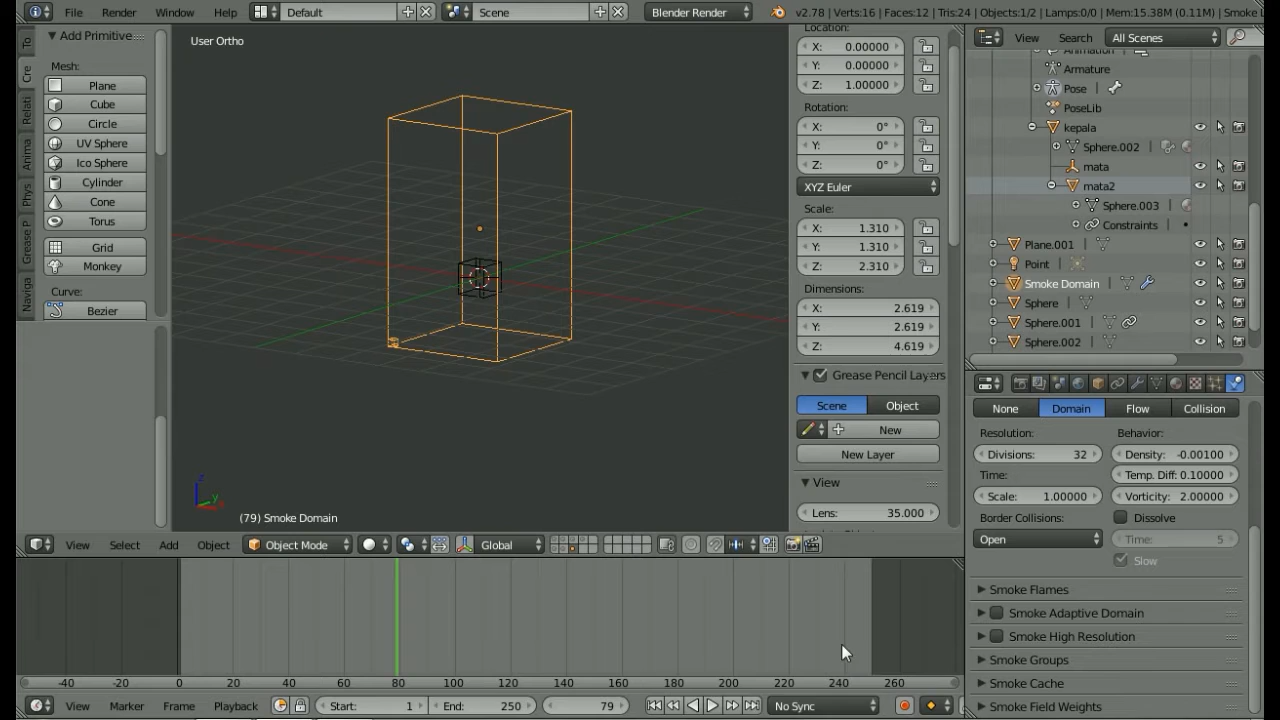 File Render Window Help Default Scene Blender Render v2.78 | Verts:16 | Faces:12 | Tris:24 | Objects:1/2 | Lamps:0/0 | Mem:15.38M (0.11M) | Smoke
Add Primitive
Mesh:
Plane
Cube
Circle
UV Sphere
Ico Sphere
Cylinder
Cone
Torus
Grid
Monkey
Curve:
Bezier
To
Cre
Relati
Anima
Phys
Grease P
Naviga
User Ortho
(79) Smoke Domain
z
y
Location:
X: 0.00000
Y: 0.00000
Z: 1.00000
Rotation:
X: 0°
Y: 0°
Z: 0°
XYZ Euler
Scale:
X: 1.310
Y: 1.310
Z: 2.310
Dimensions:
X: 2.619
Y: 2.619
Z: 4.619
Grease Pencil Layers
Scene Object
New
New Layer
View
Lens: 35.000
View Search All Scenes
Animation
Armature
Pose
PoseLib
kepala
Sphere.002
mata
mata2
Sphere.003
Constraints
Plane.001
Point
Smoke Domain
Sphere
Sphere.001
Sphere.002
None Domain Flow Collision
Resolution: Behavior:
Divisions: 32 Density: -0.00100
Time: Temp. Diff: 0.10000
Scale: 1.00000 Vorticity: 2.00000
Border Collisions: Dissolve
Open Time: 5
Slow
Smoke Flames
Smoke Adaptive Domain
Smoke High Resolution
Smoke Groups
Smoke Cache
Smoke Field Weights
View Select Add Object Object Mode Global
-40 -20 0 20 40 60 80 100 120 140 160 180 200 220 240 260
View Marker Frame Playback Start: 1 End: 250 79 No Sync